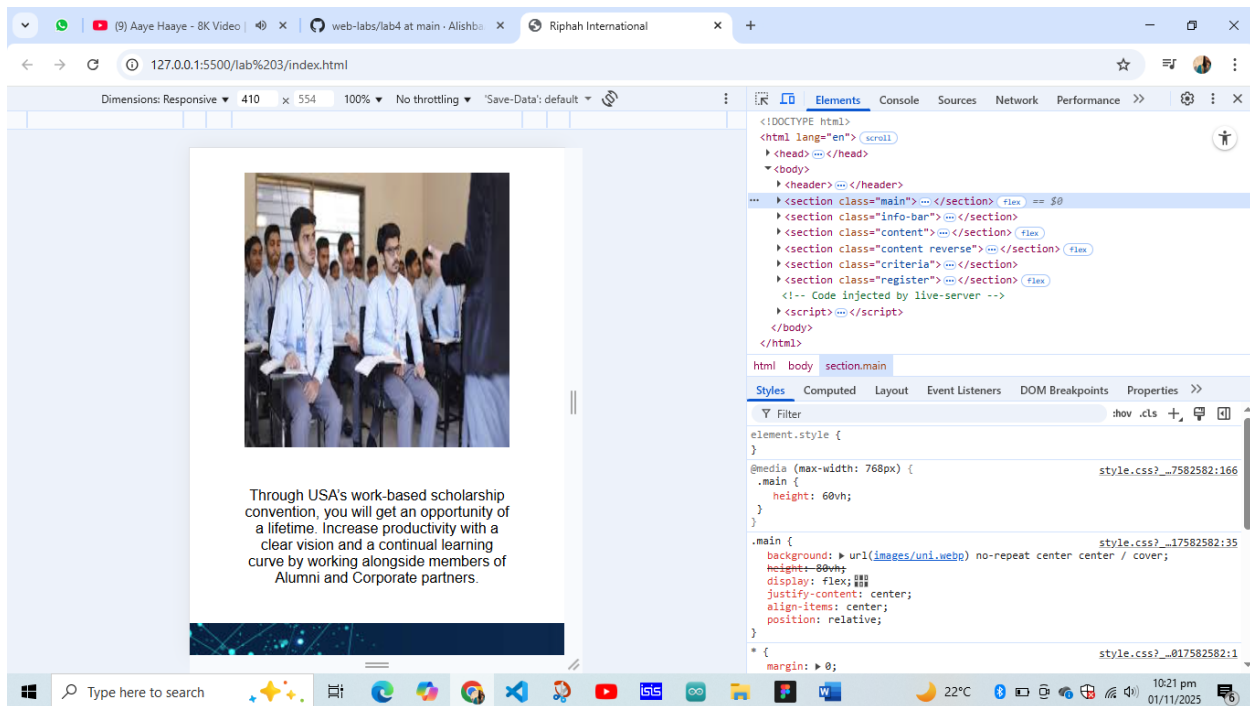 (9) Aaye Haaye - 8K Video |
web-labs/lab4 at main · Alishba
Riphah International
127.0.0.1:5500/lab%203/index.html
Dimensions: Responsive ▼ 410 x 554 100% ▼ No throttling ▼ 'Save-Data': default ▼
Elements Console Sources Network Performance
<!DOCTYPE html>
<html lang="en"> scroll
<head> … </head>
<body>
<header> … </header>
<section class="main"> … </section> flex == $0
<section class="info-bar"> … </section>
<section class="content"> … </section> flex
<section class="content reverse"> … </section> flex
<section class="criteria"> … </section>
<section class="register"> … </section> flex
<!-- Code injected by live-server -->
<script> … </script>
</body>
</html>
html body section.main
Styles Computed Layout Event Listeners DOM Breakpoints Properties
Filter :hov .cls
element.style {
}
@media (max-width: 768px) { style.css?_…7582582:166
.main {
height: 60vh;
}
}
.main { style.css?_…17582582:35
background: url(images/uni.webp) no-repeat center center / cover;
height: 80vh;
display: flex;
justify-content: center;
align-items: center;
position: relative;
}
* { style.css?_…017582582:1
margin: 0;
Through USA's work-based scholarship
convention, you will get an opportunity of
a lifetime. Increase productivity with a
clear vision and a continual learning
curve by working alongside members of
Alumni and Corporate partners.
Type here to search
isis
22°C
10:21 pm
01/11/2025
6